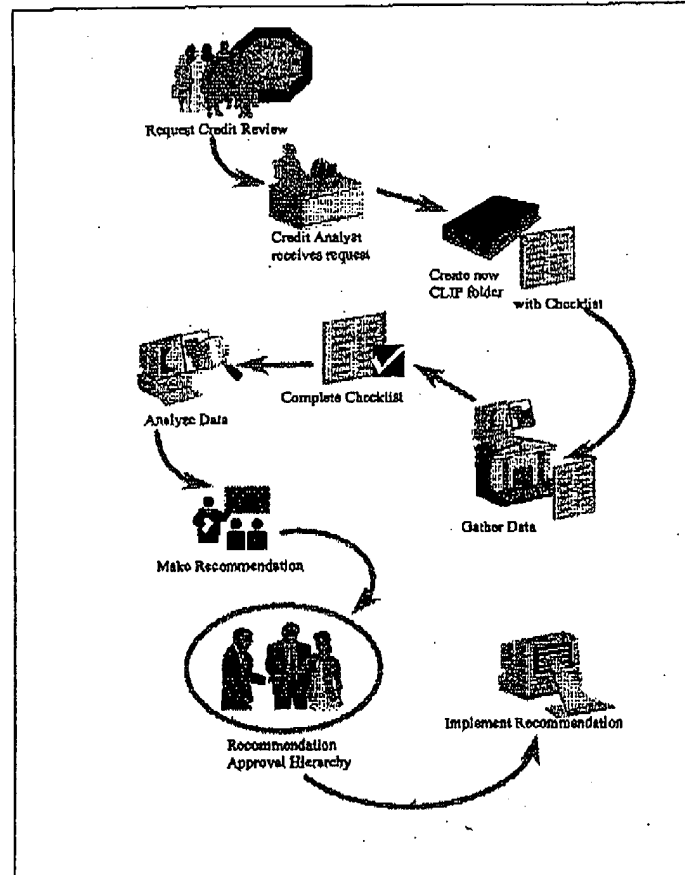 Request Credit Review
Credit Analyst
receives request
Create new
CLIP folder
with Checklist
Gather Data
Complete Checklist
Analyze Data
Make Recommendation
Recommendation
Approval Hierarchy
Implement Recommendation